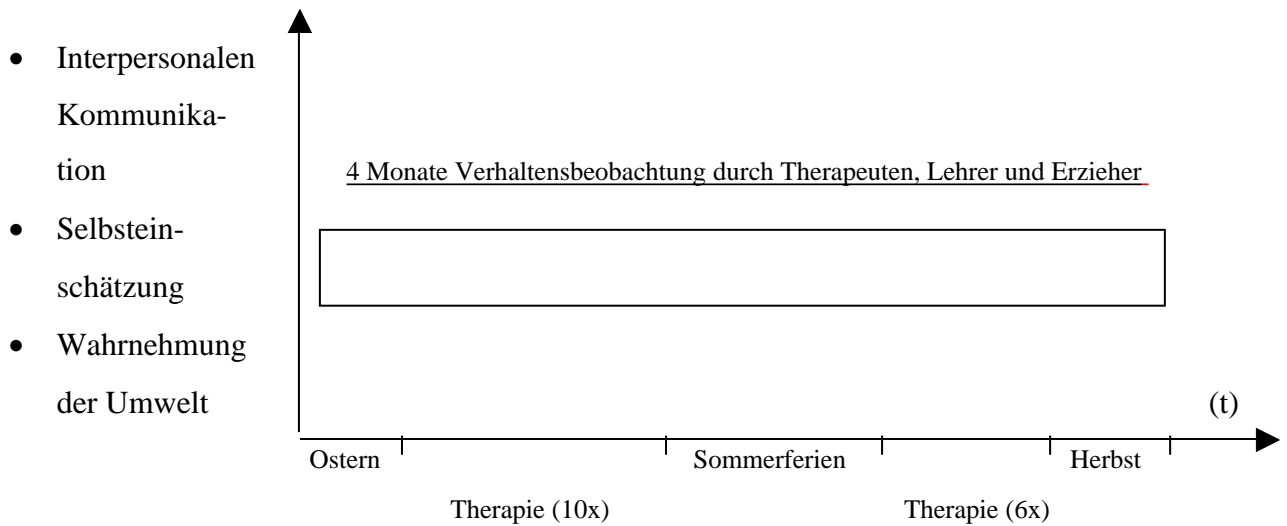 • Interpersonalen
Kommunika-
tion
• Selbstein-
schätzung
• Wahrnehmung
der Umwelt
4 Monate Verhaltensbeobachtung durch Therapeuten, Lehrer und Erzieher
(t)
Ostern
Sommerferien
Herbst
Therapie (10x)
Therapie (6x)